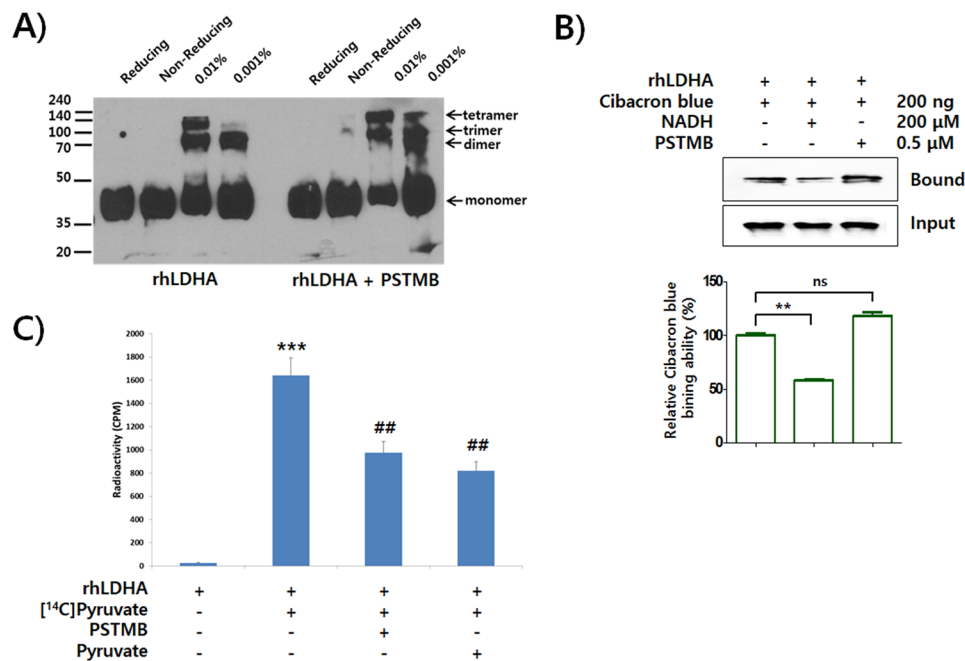 A)
Reducing Non-Reducing 0.01% 0.001% Reducing Non-Reducing 0.01% 0.001%
240
140
100
70
50
35
20
tetramer
trimer
dimer
monomer
rhLDHA rhLDHA + PSTMB
B)
rhLDHA + + +
Cibacron blue + + + 200 ng
NADH - + - 200 μM
PSTMB - - + 0.5 μM
Bound
Input
Relative Cibacron blue
bining ability (%)
150
100
50
0
ns
**
C)
Radioactivity (CPM)
2000
1800
1600
1400
1200
1000
800
600
400
200
0
***
##
##
rhLDHA + + + +
[¹⁴C]Pyruvate - + + +
PSTMB - - + -
Pyruvate - - - +